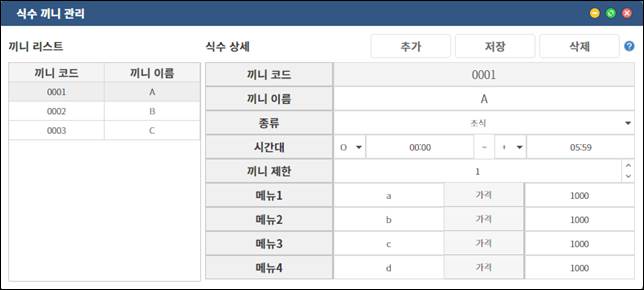 식수 끼니 관리
끼니 리스트
끼니 코드 끼니 이름
0001 A
0002 B
0003 C
식수 상세 추가 저장 삭제 ?
끼니 코드 0001
끼니 이름 A
종류 조식
시간대 O 00:00 ~ + 05:59
끼니 제한 1
메뉴1 a 가격 1000
메뉴2 b 가격 1000
메뉴3 c 가격 1000
메뉴4 d 가격 1000